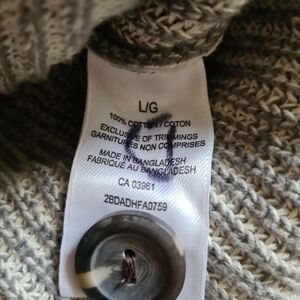 L/G
100% COTTON/COTON
EXCLUSIVE OF TRIMMINGS
GARNITURES NON COMPRISES
MADE IN BANGLADESH
FABRIQUÉ AU BANGLADESH
CA 03961
2BDADHFA0759